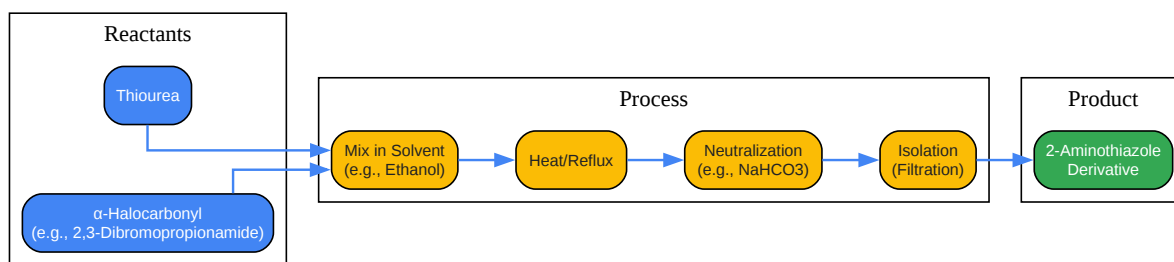 Reactants
Thiourea
α-Halocarbonyl
(e.g., 2,3-Dibromopropionamide)
Process
Mix in Solvent
(e.g., Ethanol)
Heat/Reflux
Neutralization
(e.g., NaHCO3)
Isolation
(Filtration)
Product
2-Aminothiazole
Derivative